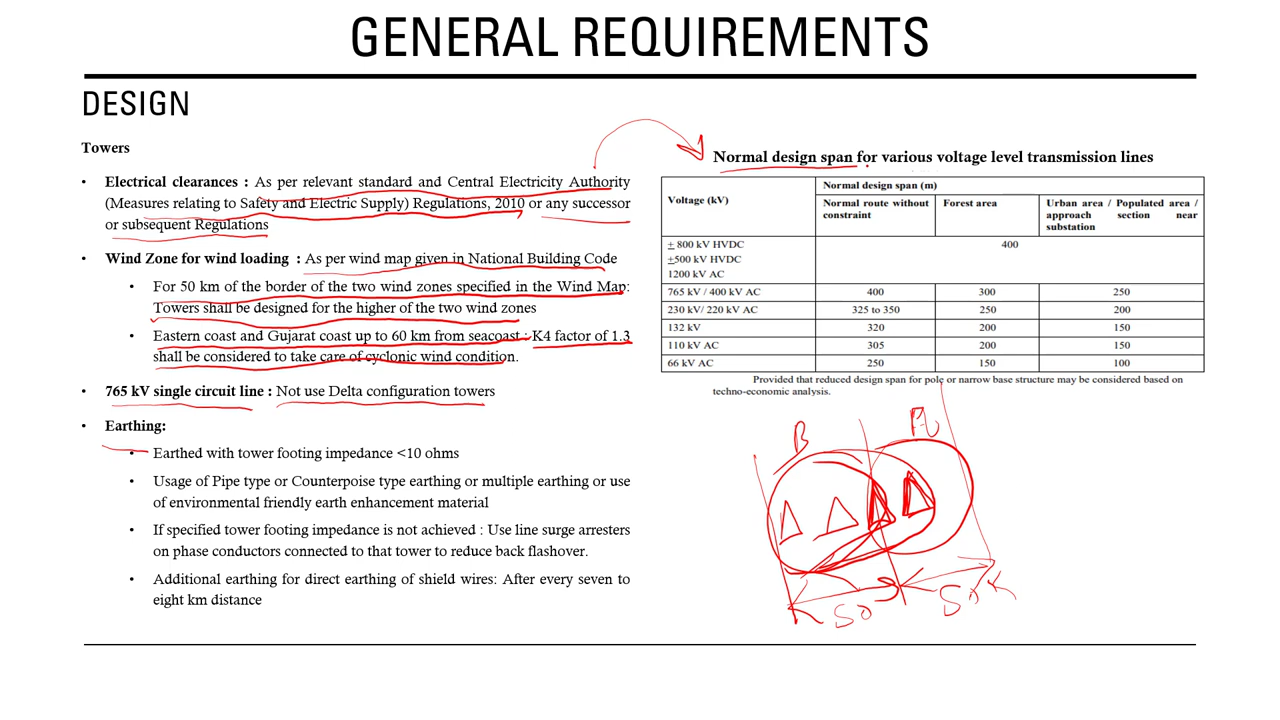 GENERAL REQUIREMENTS
DESIGN
Towers
• Electrical clearances : As per relevant standard and Central Electricity Authority
(Measures relating to Safety and Electric Supply) Regulations, 2010 or any successor
or subsequent Regulations
• Wind Zone for wind loading : As per wind map given in National Building Code
• For 50 km of the border of the two wind zones specified in the Wind Map:
Towers shall be designed for the higher of the two wind zones
• Eastern coast and Gujarat coast up to 60 km from seacoast : K4 factor of 1.3
shall be considered to take care of cyclonic wind condition.
• 765 kV single circuit line : Not use Delta configuration towers
• Earthing:
• Earthed with tower footing impedance <10 ohms
• Usage of Pipe type or Counterpoise type earthing or multiple earthing or use
of environmental friendly earth enhancement material
• If specified tower footing impedance is not achieved : Use line surge arresters
on phase conductors connected to that tower to reduce back flashover.
• Additional earthing for direct earthing of shield wires: After every seven to
eight km distance
Normal design span for various voltage level transmission lines
Voltage (kV)
Normal design span (m)
Normal route without
constraint
Forest area
Urban area / Populated area /
approach section near
substation
± 800 kV HVDC
±500 kV HVDC
1200 kV AC
400
765 kV / 400 kV AC 400 300 250
230 kV/ 220 kV AC 325 to 350 250 200
132 kV 320 200 150
110 kV AC 305 200 150
66 kV AC 250 150 100
Provided that reduced design span for pole or narrow base structure may be considered based on
techno-economic analysis.
B
50
50 K